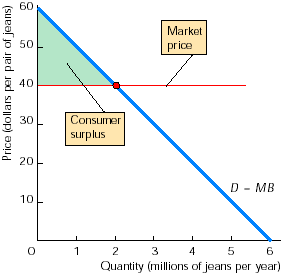 Price (dollars per pair of jeans)
60
50
40
30
20
10
0
1
2
3
4
5
6
Quantity (millions of jeans per year)
Market
price
Consumer
surplus
D – MB